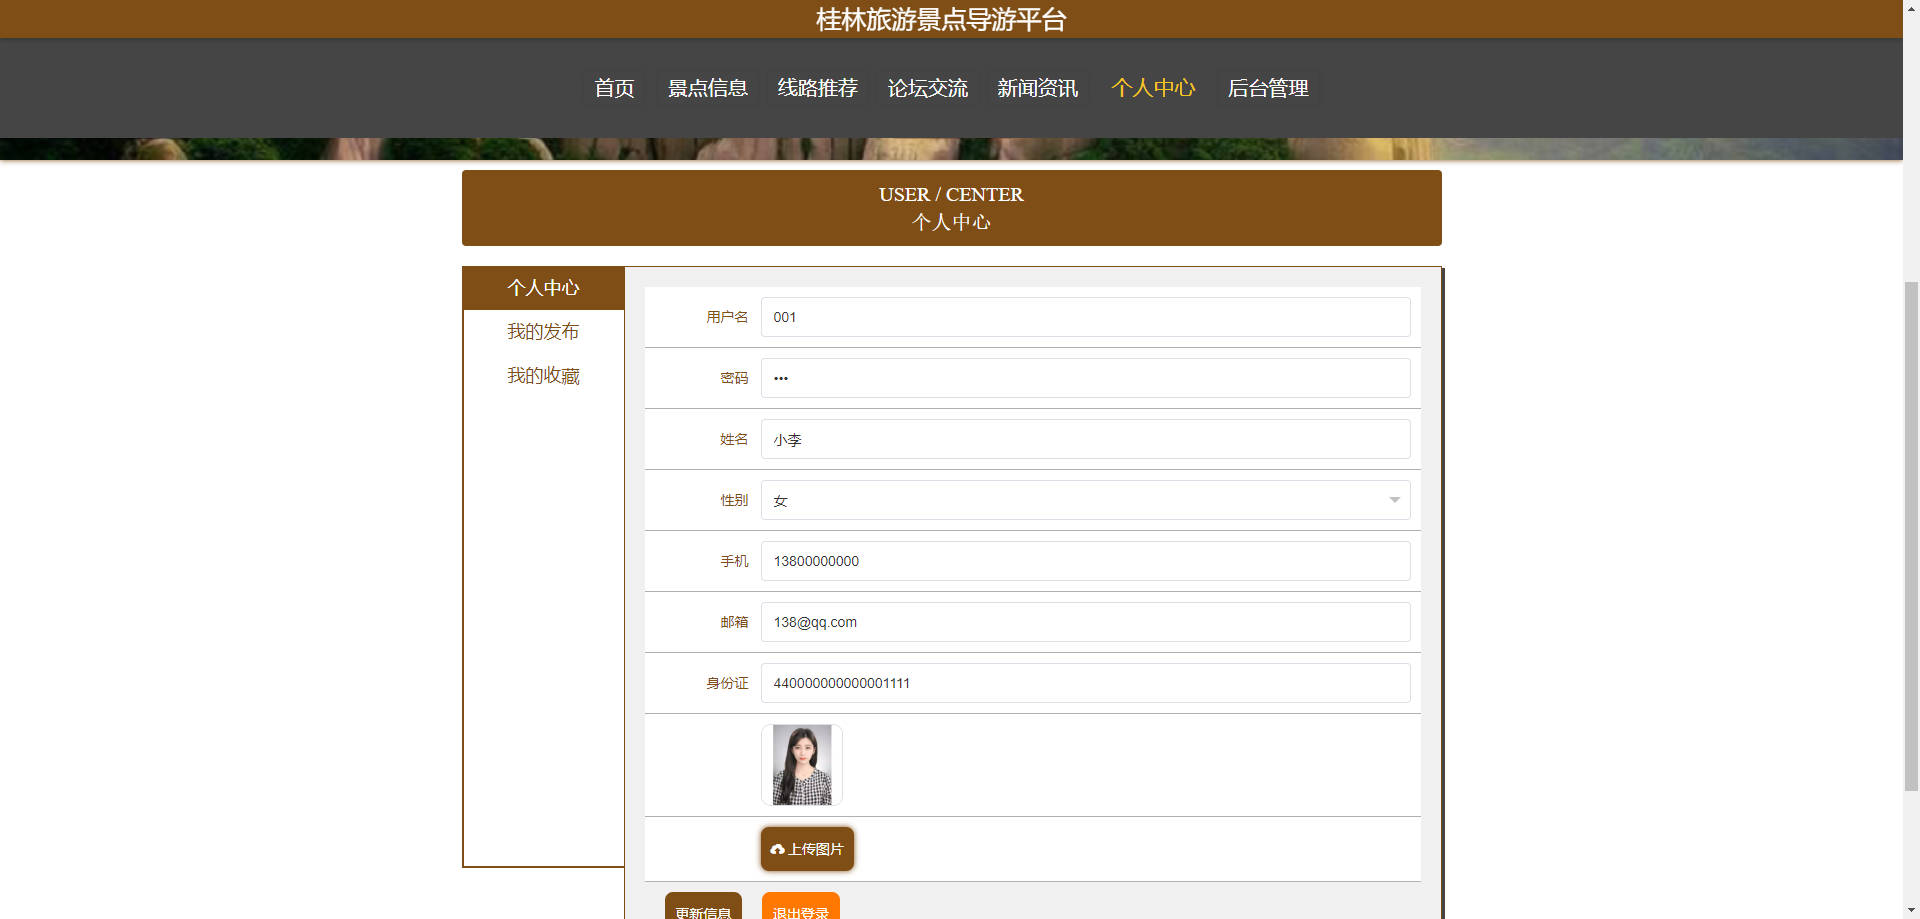 桂林旅游景点导游平台
首页 景点信息 线路推荐 论坛交流 新闻资讯 个人中心 后台管理
USER / CENTER
个人中心
个人中心
我的发布
我的收藏
用户名 001
密码 •••
姓名 小李
性别 女
手机 13800000000
邮箱 138@qq.com
身份证 440000000000001111
上传图片
更新信息 退出登录